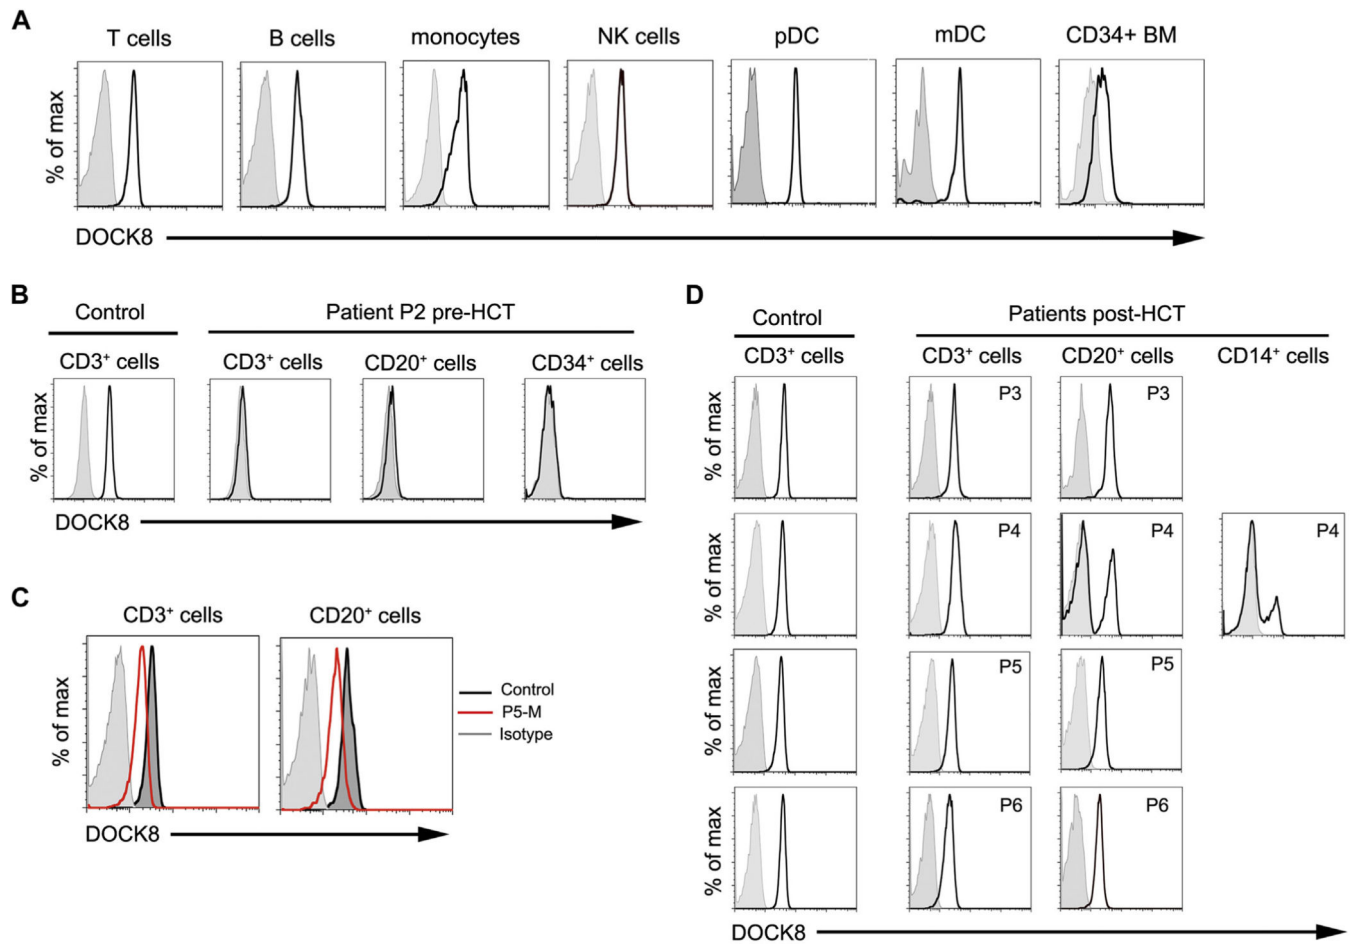 A
T cells B cells monocytes NK cells pDC mDC CD34+ BM
% of max
DOCK8
B
Control Patient P2 pre-HCT
CD3⁺ cells CD3⁺ cells CD20⁺ cells CD34⁺ cells
% of max
DOCK8
C
CD3⁺ cells CD20⁺ cells
% of max
Control
P5-M
Isotype
DOCK8
D
Control Patients post-HCT
CD3⁺ cells CD3⁺ cells CD20⁺ cells CD14⁺ cells
% of max P3 P3
% of max P4 P4 P4
% of max P5 P5
% of max P6 P6
DOCK8